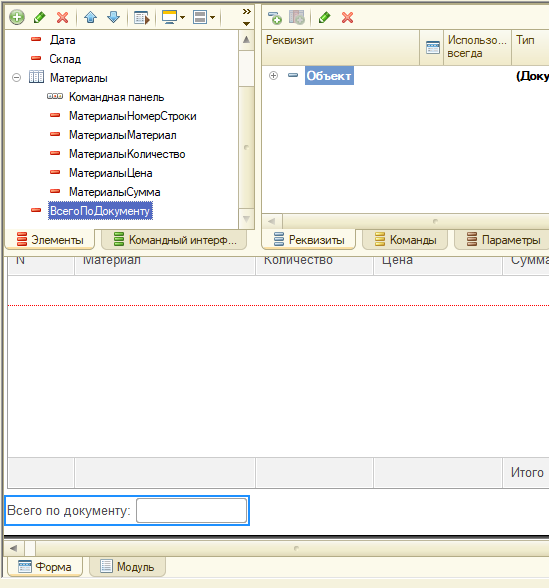 Дата
Склад
Материалы
Командная панель
МатериалыНомерСтроки
МатериалыМатериал
МатериалыКоличество
МатериалыЦена
МатериалыСумма
ВсегоПоДокументу
Элементы Командный интерф...
Реквизит Использо... всегда Тип
Объект (Доку
Реквизиты Команды Параметры
N Материал Количество Цена Сумма
Итого
Всего по документу:
Форма Модуль